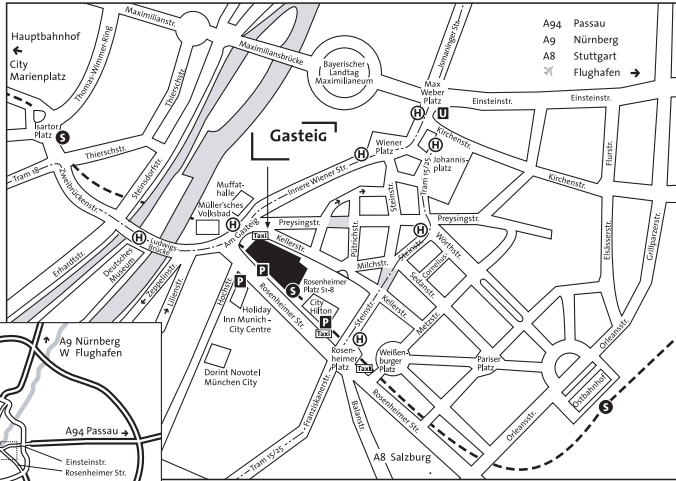 Hauptbahnhof
←
City
Marienplatz
A94 Passau
A9 Nürnberg
A8 Stuttgart
Flughafen →
Maximilianstr.
Thomas-Wimmer-Ring
Thierschstr.
Maximiliansbrücke
Bayerischer
Landtag
Maximilianeum
Ismaninger Str.
Max
Weber
Platz
H
U
Einsteinstr.
Einsteinstr.
Isartor
Platz
S
Thierschstr.
Steinsdorfstr.
Tram 18
Zweibrückenstr.
Gasteig
Wiener
Platz
H
H
Kirchenstr.
Johannis-
platz
Kirchenstr.
Flurstr.
Tram 15/25
Innere Wiener Str.
Muffat-
halle
Müller'sches
Volksbad
H
Am Gasteig
Preysingstr.
Steinstr.
Preysingstr.
Elsässerstr.
Grillparzerstr.
H
Ludwigs-
Brücke
Taxi
Kellerstr.
Pütrichstr.
Milchstr.
Steinstr.
H
Wörthstr.
Cornelius-
Sedanstr.
Erhardtstr.
Deutsches
Museum
Zeppelinstr.
Lilienstr.
Hochstr.
P
P
S
Rosenheimer
Platz S1-8
Holiday
Inn Munich-
City Centre
Rosenheimer Str.
City
Hilton
P
Taxi
Kellerstr.
Metzstr.
Steinstr.
H
Dorint Novotel
München City
Rosen-
heimer
Platz
Weißen-
burger
Platz
Taxi
Pariser
Platz
Orleansstr.
Ostbahnhof
S
Orleansstr.
Rosenheimer Str.
Franziskanerstr.
Balanstr.
Tram 15/25
A8 Salzburg
A9 Nürnberg
W Flughafen
A94 Passau →
Einsteinstr.
Rosenheimer Str.